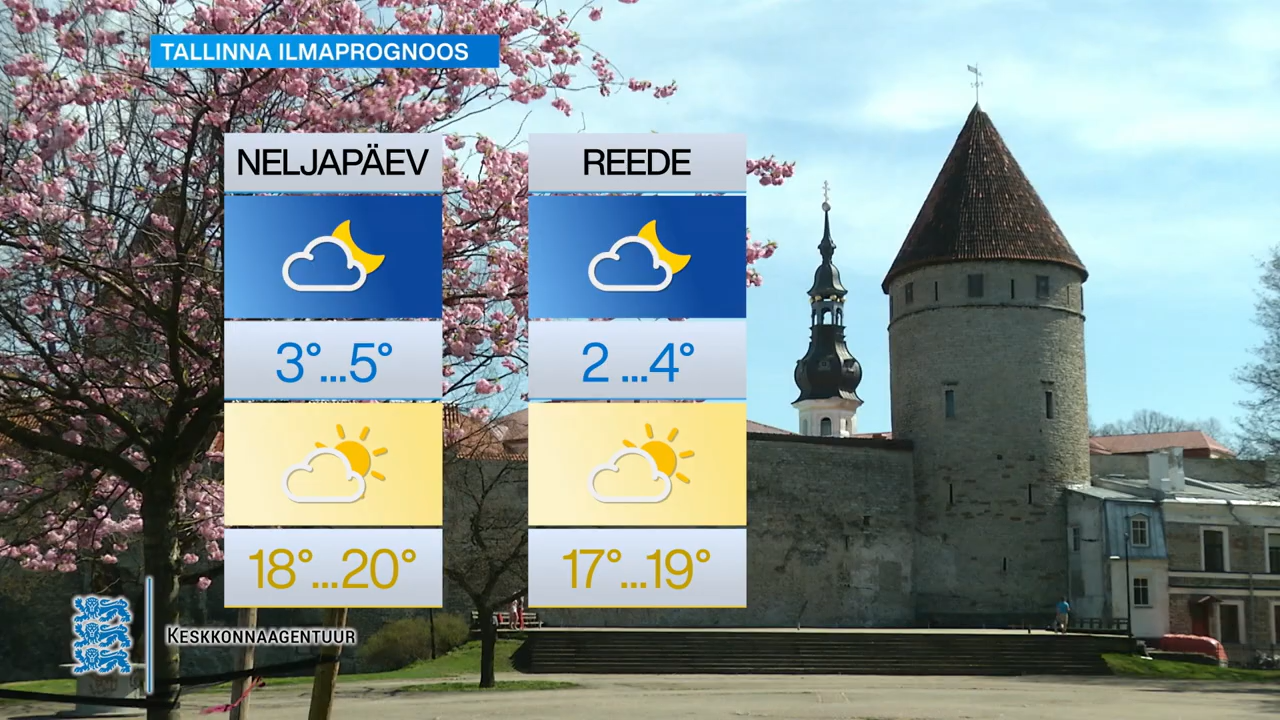 TALLINNA ILMAPROGNOOS
NELJAPÄEV
3°...5°
18°...20°
REEDE
2 ...4°
17°...19°
KESKKONNAAGENTUUR